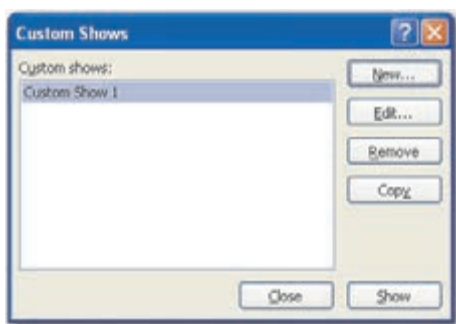 Custom Shows
Custom shows:
Custom Show 1
New...
Edit...
Remove
Copy
Close
Show